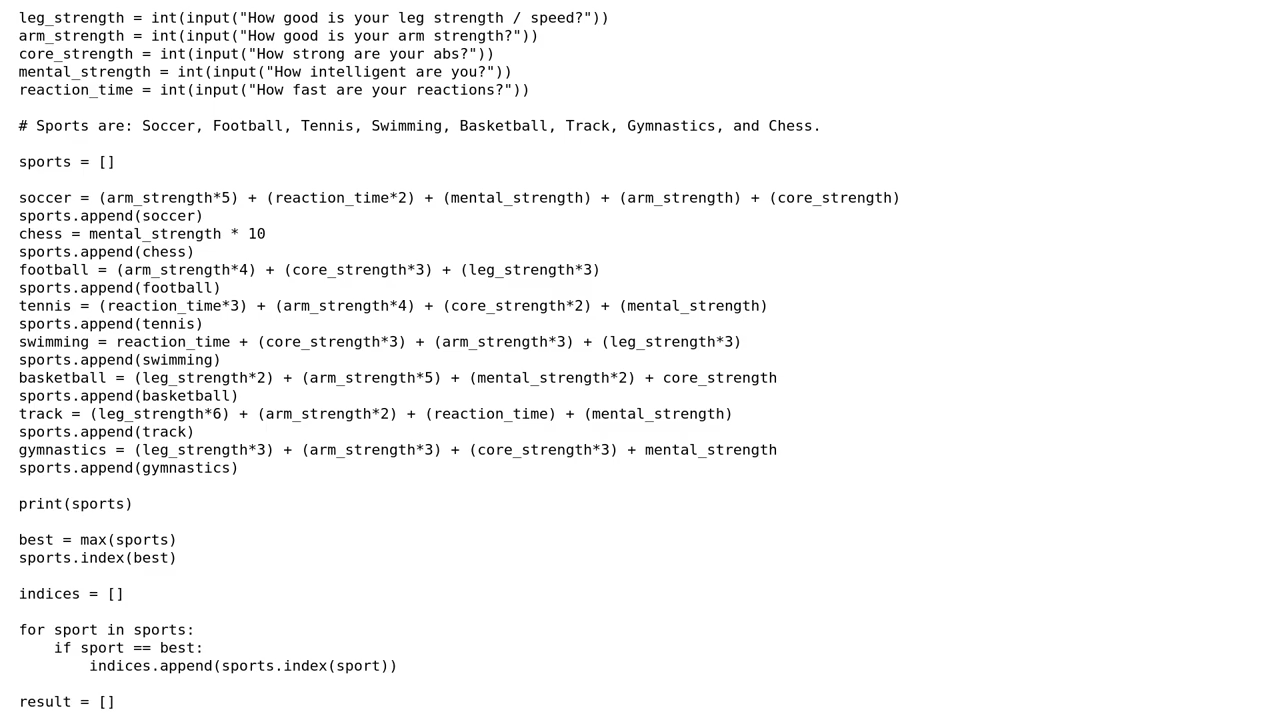 leg_strength = int(input("How good is your leg strength / speed?"))
arm_strength = int(input("How good is your arm strength?"))
core_strength = int(input("How strong are your abs?"))
mental_strength = int(input("How intelligent are you?"))
reaction_time = int(input("How fast are your reactions?"))
# Sports are: Soccer, Football, Tennis, Swimming, Basketball, Track, Gymnastics, and Chess.
sports = []
soccer = (arm_strength*5) + (reaction_time*2) + (mental_strength) + (arm_strength) + (core_strength)
sports.append(soccer)
chess = mental_strength * 10
sports.append(chess)
football = (arm_strength*4) + (core_strength*3) + (leg_strength*3)
sports.append(football)
tennis = (reaction_time*3) + (arm_strength*4) + (core_strength*2) + (mental_strength)
sports.append(tennis)
swimming = reaction_time + (core_strength*3) + (arm_strength*3) + (leg_strength*3)
sports.append(swimming)
basketball = (leg_strength*2) + (arm_strength*5) + (mental_strength*2) + core_strength
sports.append(basketball)
track = (leg_strength*6) + (arm_strength*2) + (reaction_time) + (mental_strength)
sports.append(track)
gymnastics = (leg_strength*3) + (arm_strength*3) + (core_strength*3) + mental_strength
sports.append(gymnastics)
print(sports)
best = max(sports)
sports.index(best)
indices = []
for sport in sports:
    if sport == best:
        indices.append(sports.index(sport))
result = []